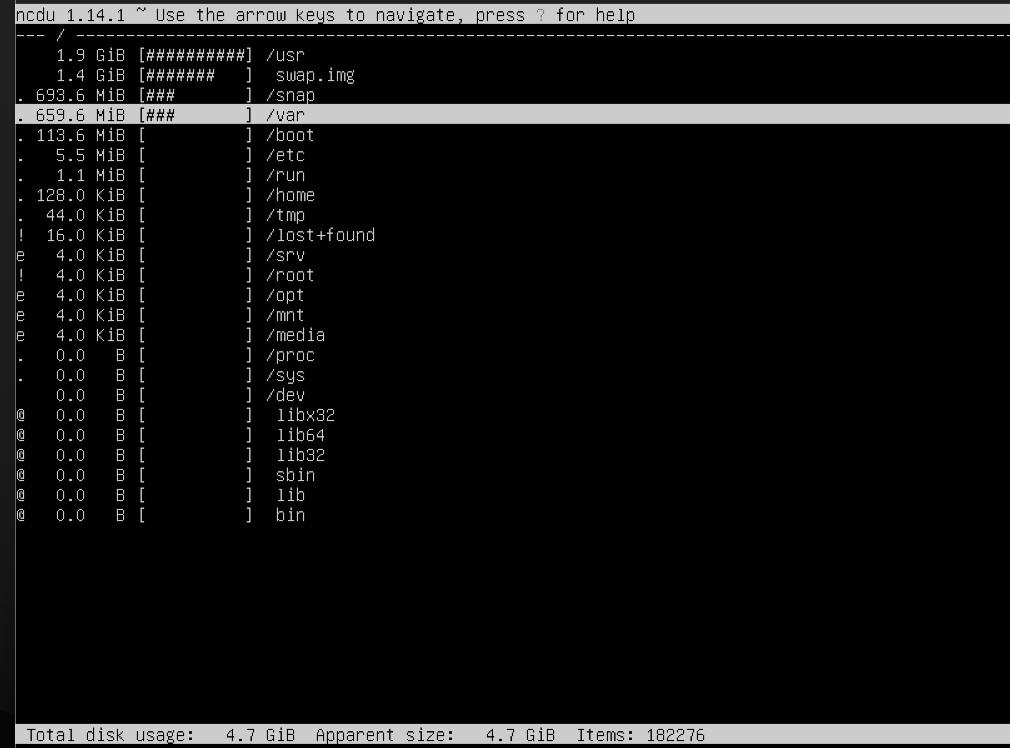 ncdu 1.14.1 ~ Use the arrow keys to navigate, press ? for help
--- / ----------------------------------------------------------------------------------------------
    1.9 GiB [##########] /usr
    1.4 GiB [#######   ]  swap.img
. 693.6 MiB [###       ] /snap
. 659.6 MiB [###       ] /var
. 113.6 MiB [          ] /boot
.   5.5 MiB [          ] /etc
.   1.1 MiB [          ] /run
. 128.0 KiB [          ] /home
.  44.0 KiB [          ] /tmp
!  16.0 KiB [          ] /lost+found
e   4.0 KiB [          ] /srv
!   4.0 KiB [          ] /root
e   4.0 KiB [          ] /opt
e   4.0 KiB [          ] /mnt
e   4.0 KiB [          ] /media
.   0.0   B [          ] /proc
.   0.0   B [          ] /sys
    0.0   B [          ] /dev
@   0.0   B [          ]  libx32
@   0.0   B [          ]  lib64
@   0.0   B [          ]  lib32
@   0.0   B [          ]  sbin
@   0.0   B [          ]  lib
@   0.0   B [          ]  bin
Total disk usage:   4.7 GiB  Apparent size:   4.7 GiB  Items: 182276